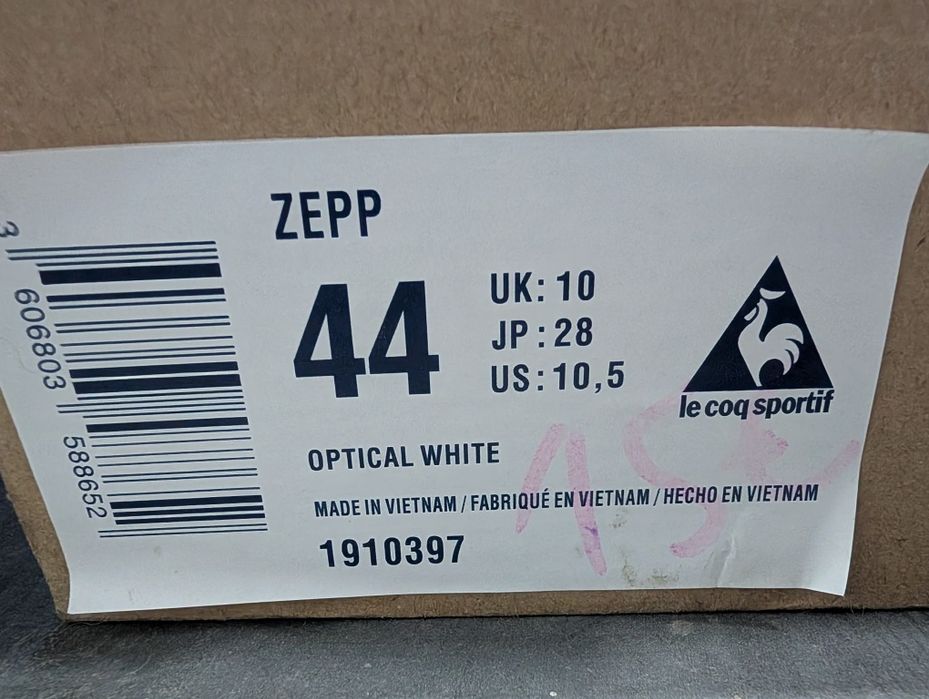 ZEPP
44
UK: 10
JP: 28
US: 10,5
le coq sportif
OPTICAL WHITE
MADE IN VIETNAM / FABRIQUÉ EN VIETNAM / HECHO EN VIETNAM
1910397
3 606803 588652